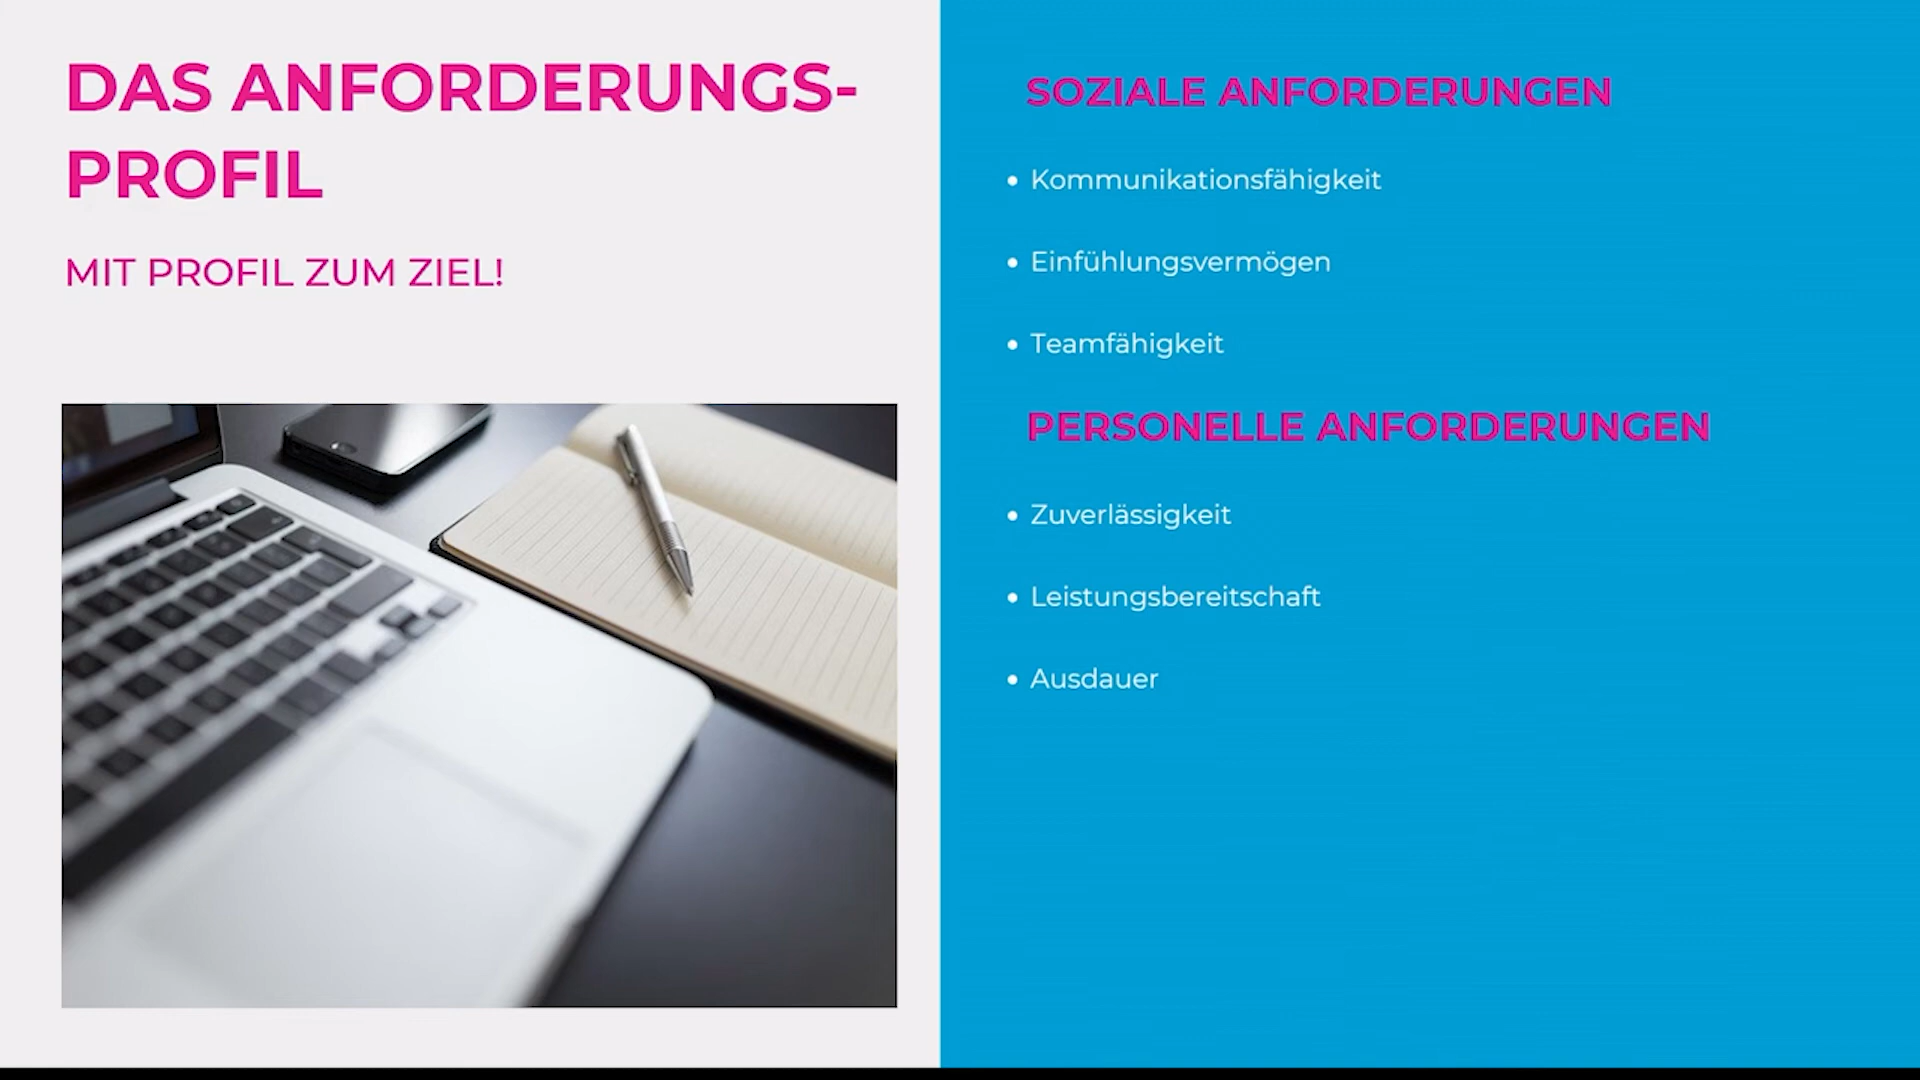 DAS ANFORDERUNGS-
PROFIL
MIT PROFIL ZUM ZIEL!
SOZIALE ANFORDERUNGEN
• Kommunikationsfähigkeit
• Einfühlungsvermögen
• Teamfähigkeit
PERSONELLE ANFORDERUNGEN
• Zuverlässigkeit
• Leistungsbereitschaft
• Ausdauer